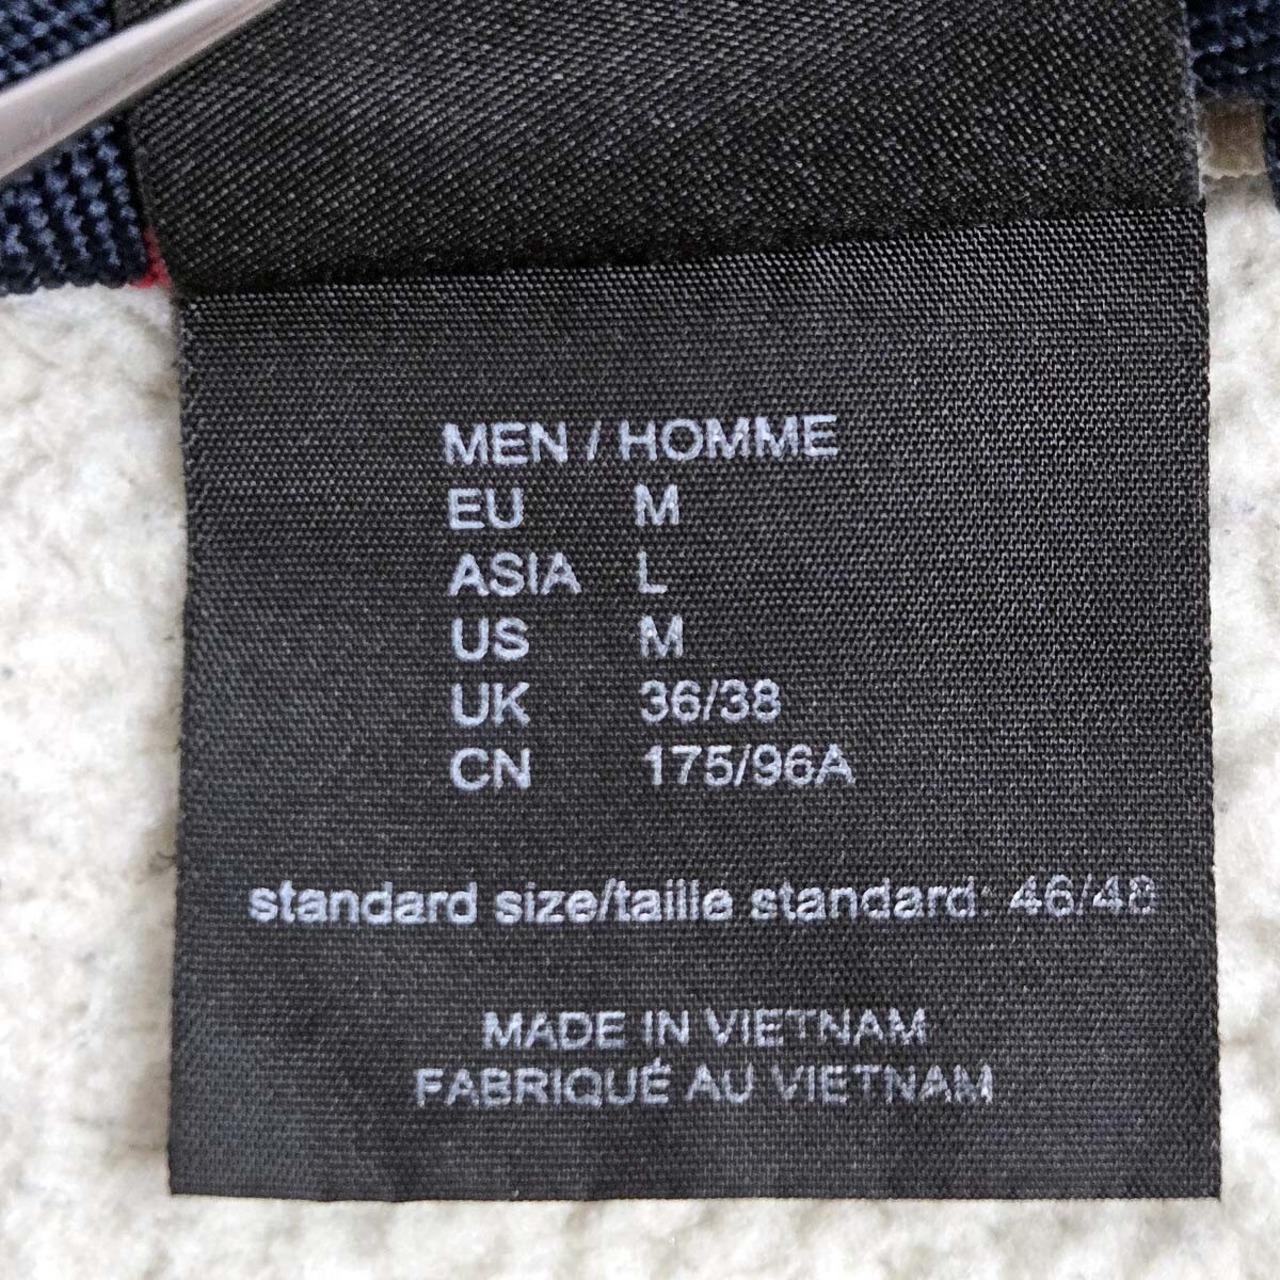 MEN / HOMME
EU M
ASIA L
US M
UK 36/38
CN 175/96A
standard size/taille standard: 46/48
MADE IN VIETNAM
FABRIQUÉ AU VIETNAM